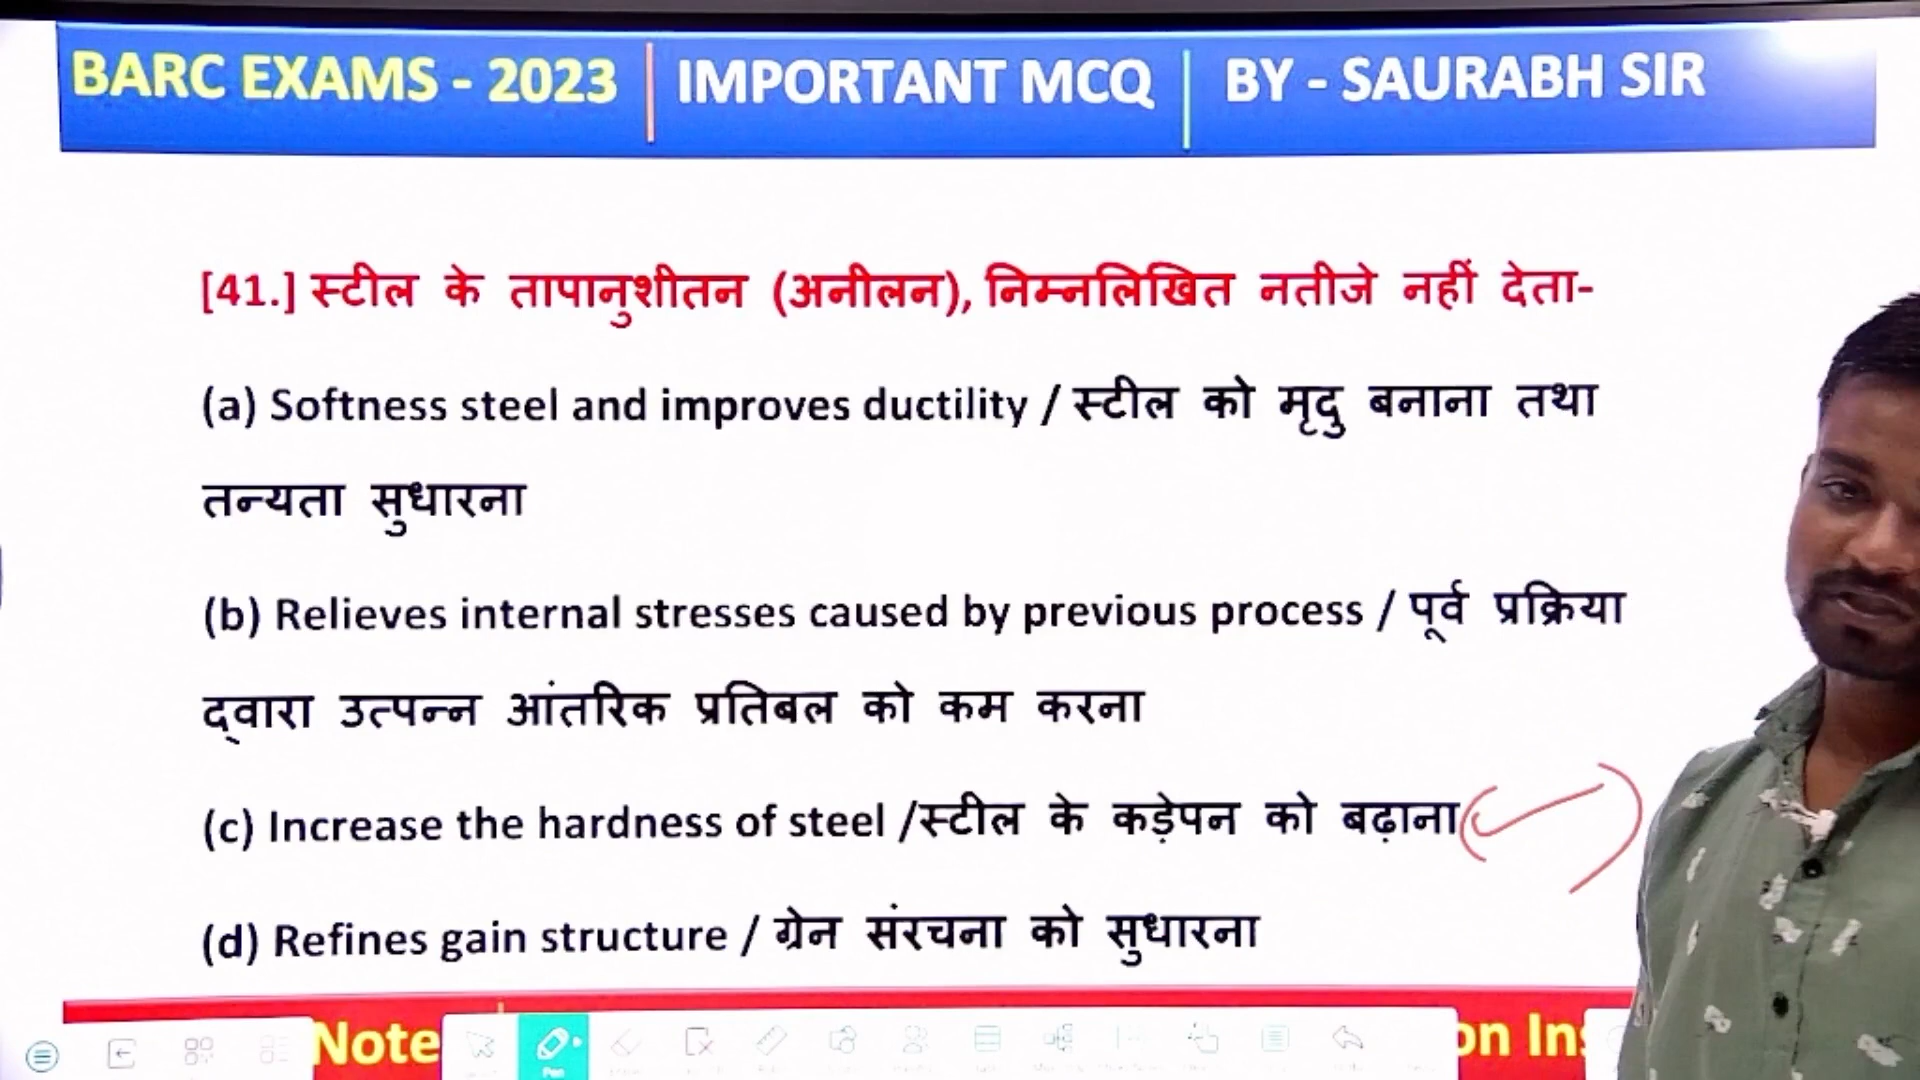 BARC EXAMS - 2023 | IMPORTANT MCQ | BY - SAURABH SIR
[41.] स्टील के तापानुशीतन (अनीलन), निम्नलिखित नतीजे नहीं देता-
(a) Softness steel and improves ductility / स्टील को मृदु बनाना तथा
तन्यता सुधारना
(b) Relieves internal stresses caused by previous process / पूर्व प्रक्रिया
द्वारा उत्पन्न आंतरिक प्रतिबल को कम करना
(c) Increase the hardness of steel /स्टील के कड़ेपन को बढ़ाना
(d) Refines gain structure / ग्रेन संरचना को सुधारना
Note
Pen
on Ins